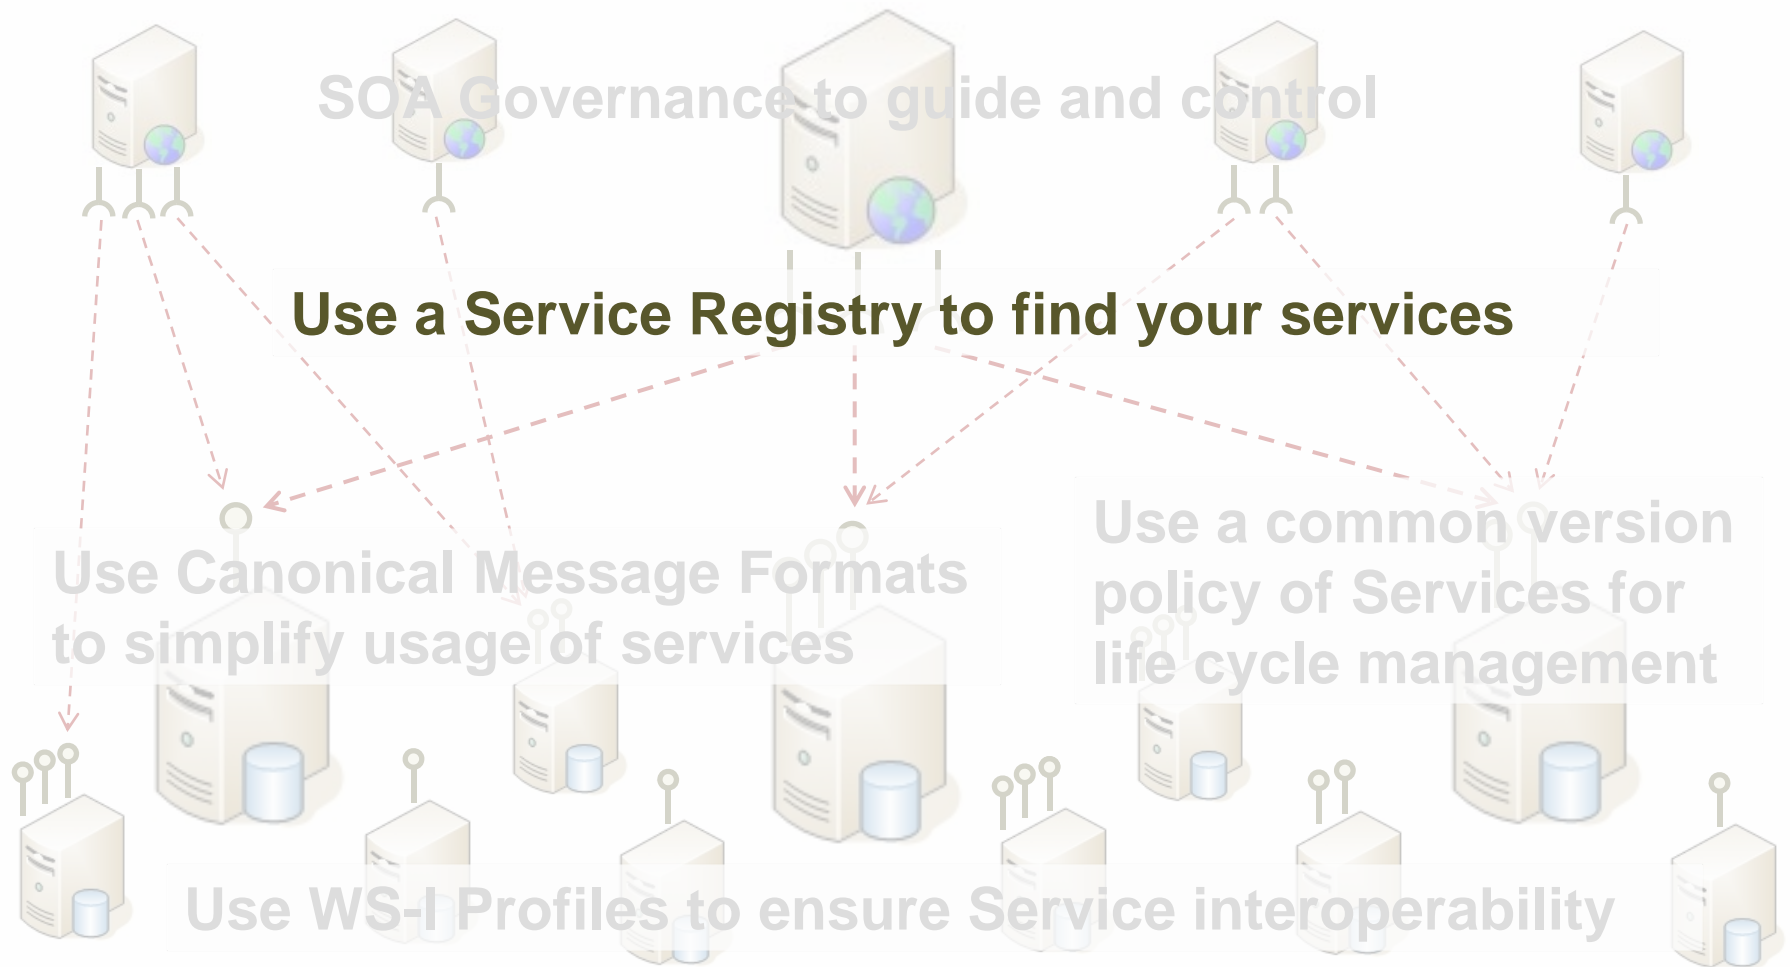 SOA Governance to guide and control
Use a Service Registry to find your services
Use Canonical Message Formats
to simplify usage of services
Use a common version
policy of Services for
life cycle management
Use WS-I Profiles to ensure Service interoperability